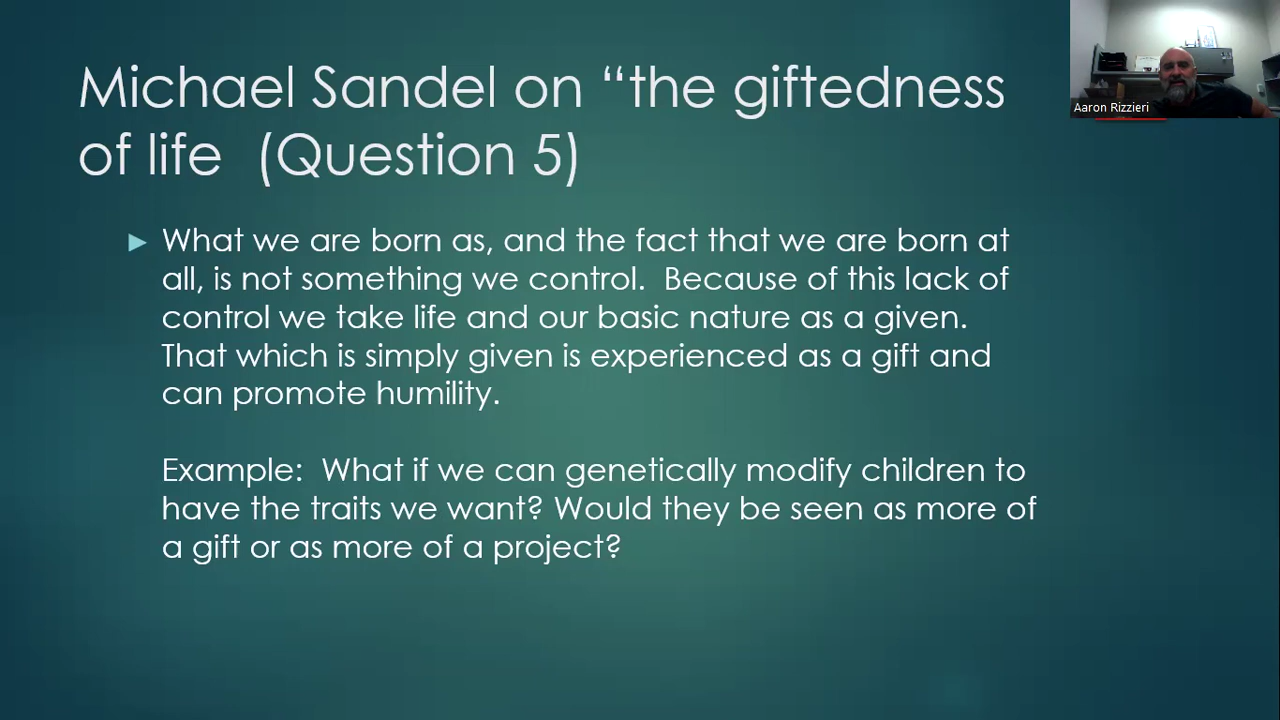 Michael Sandel on “the giftedness
of life  (Question 5)
Aaron Rizzieri
What we are born as, and the fact that we are born at
all, is not something we control.  Because of this lack of
control we take life and our basic nature as a given.
That which is simply given is experienced as a gift and
can promote humility.
Example:  What if we can genetically modify children to
have the traits we want? Would they be seen as more of
a gift or as more of a project?